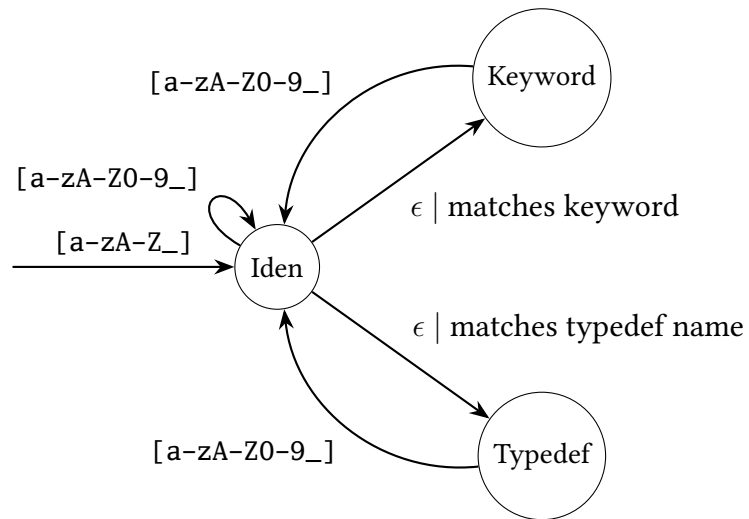 [a-zA-Z0-9_]
Keyword
[a-zA-Z0-9_]
ϵ | matches keyword
[a-zA-Z_]
Iden
ϵ | matches typedef name
[a-zA-Z0-9_]
Typedef